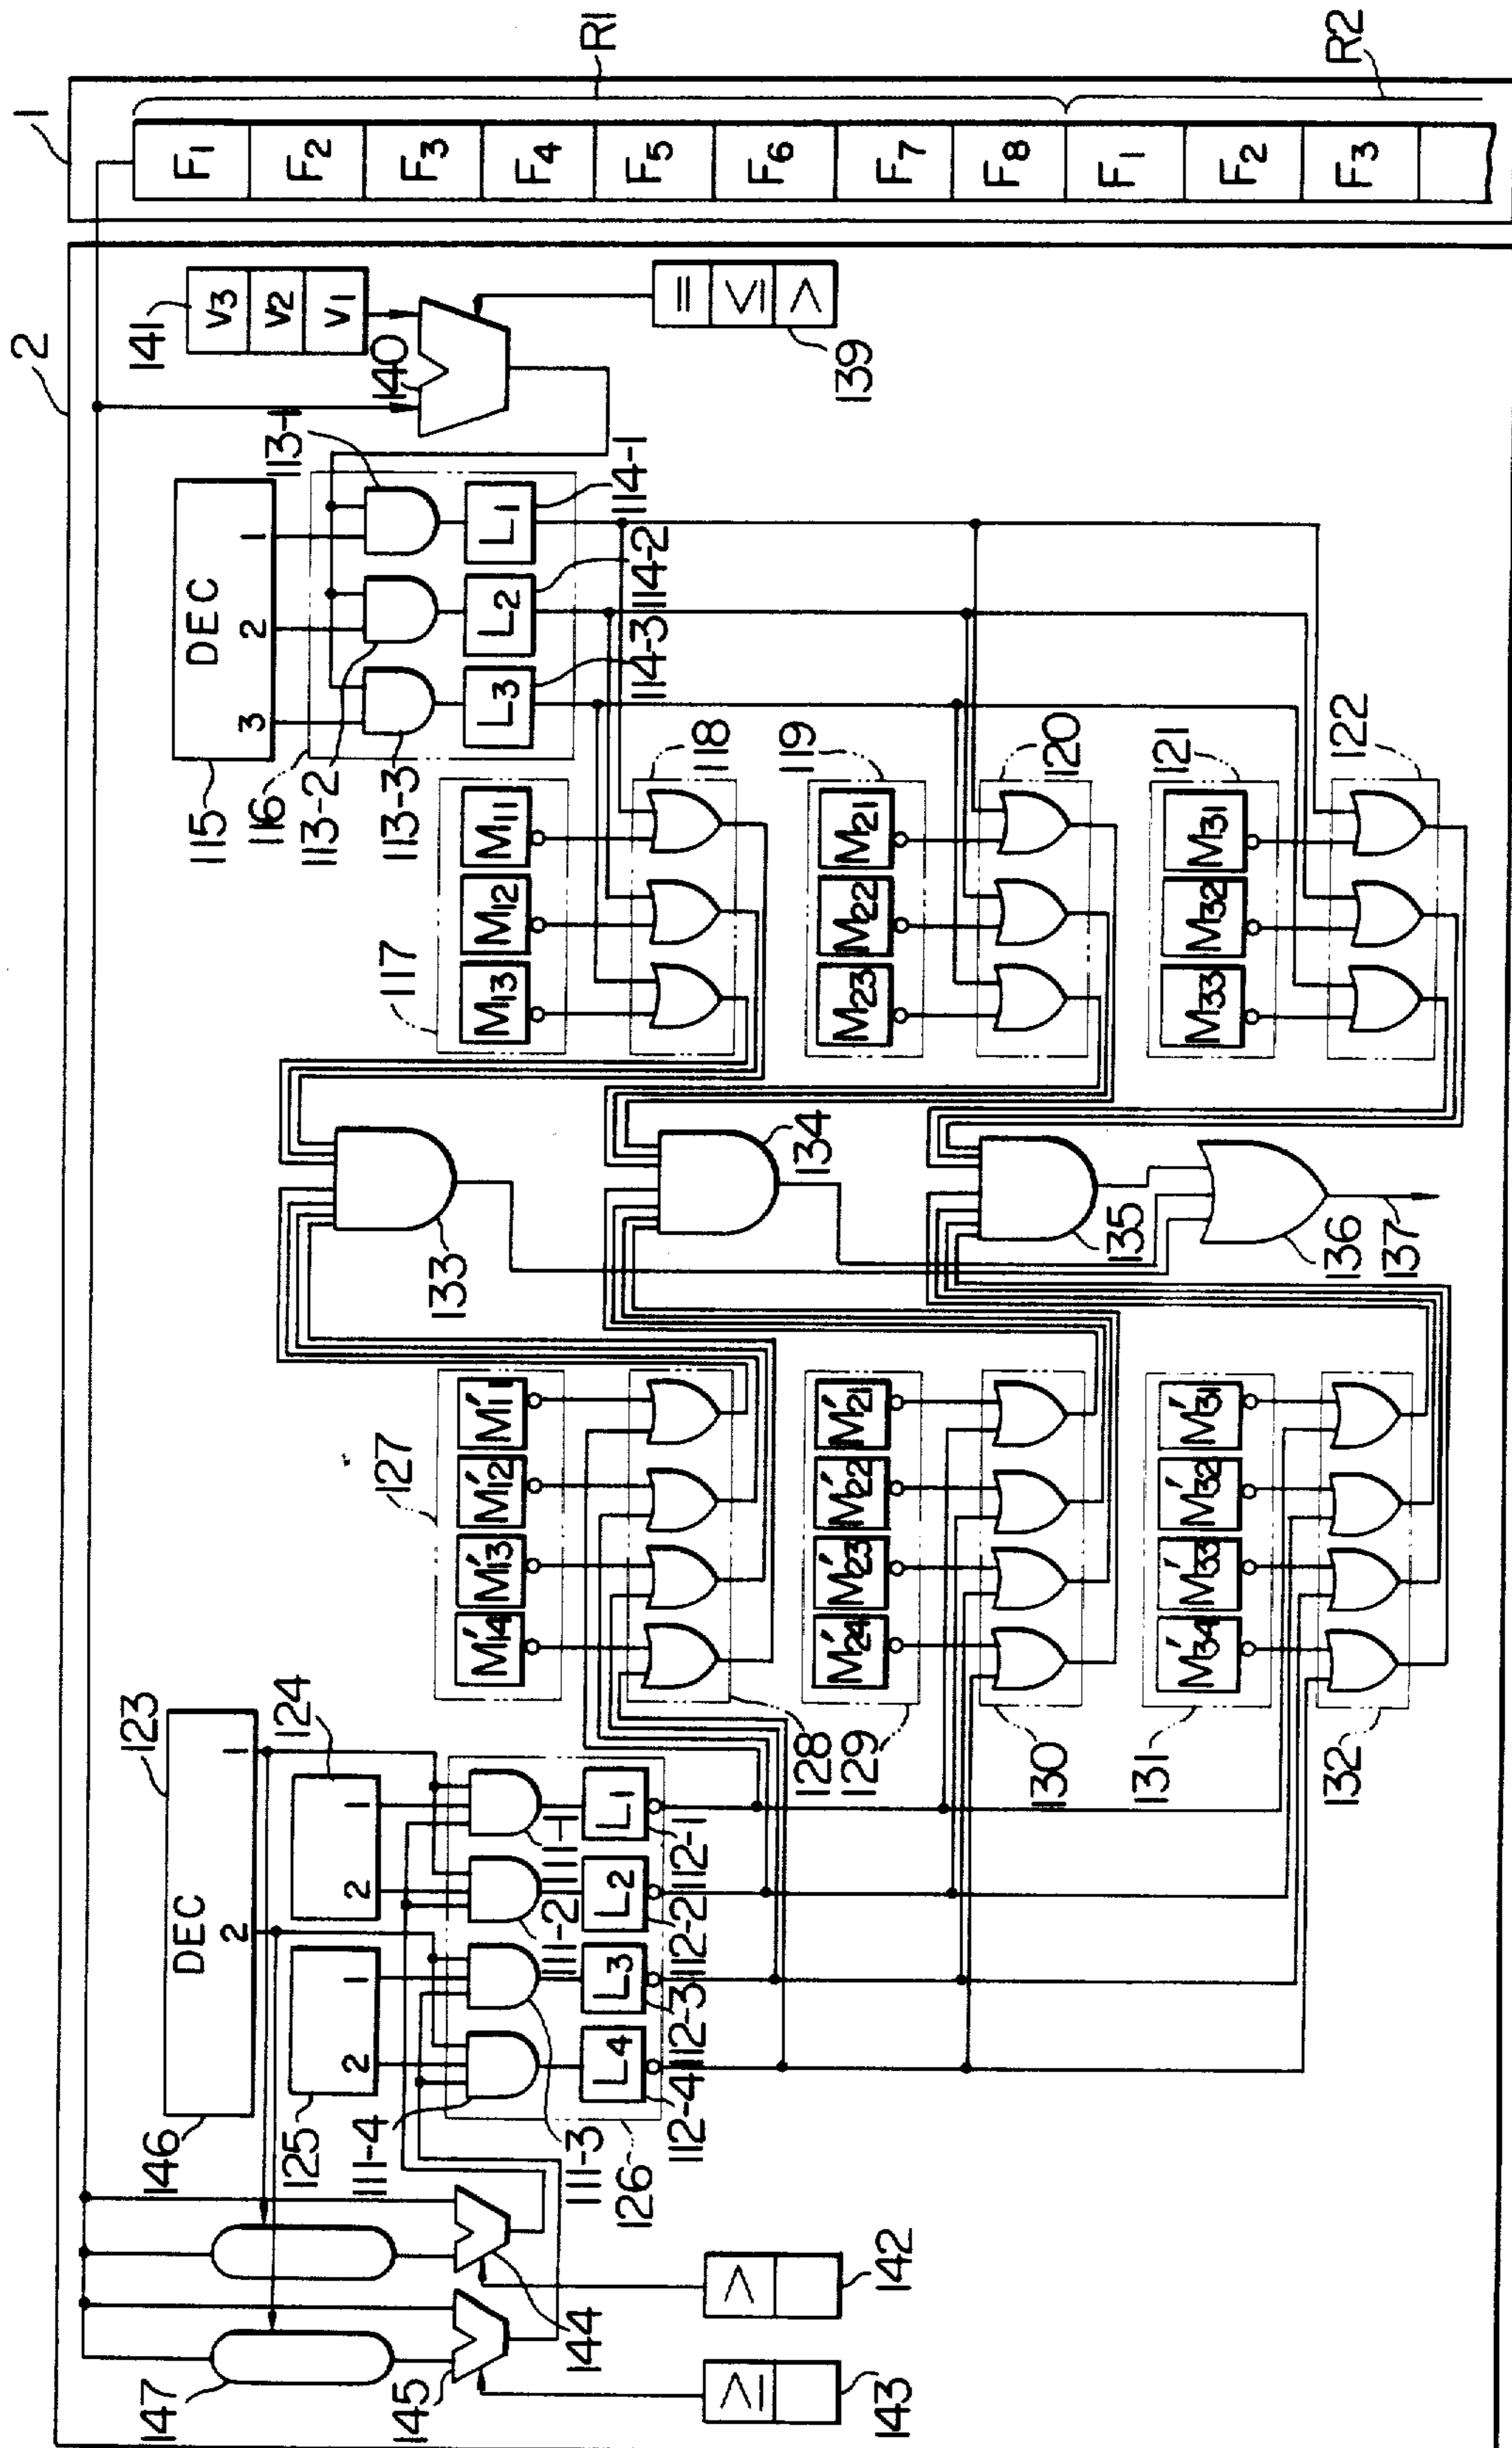 2
1
147
146
123
DEC
2
1
115
DEC
3
2
1
141
V3
V2
V1
F1
F2
F3
F4
F5
F6
F7
F8
F1
F2
F3
R1
R2
125
2
1
124
2
1
116
113-2
113-3
113-1
140
145
144
111-4
111-3
111-2
111-1
126
L4
L3
L2
L1
112-4
112-3
112-2
112-1
L3
L2
L1
114-3
114-2
114-1
143
≥
142
>
139
=
≤
>
127
M'14
M'13
M'12
M'11
128
133
117
M13
M12
M11
118
129
M'24
M'23
M'22
M'21
130
134
119
M23
M22
M21
120
131
M'34
M'33
M'32
M'31
132
135
121
M33
M32
M31
122
136
137